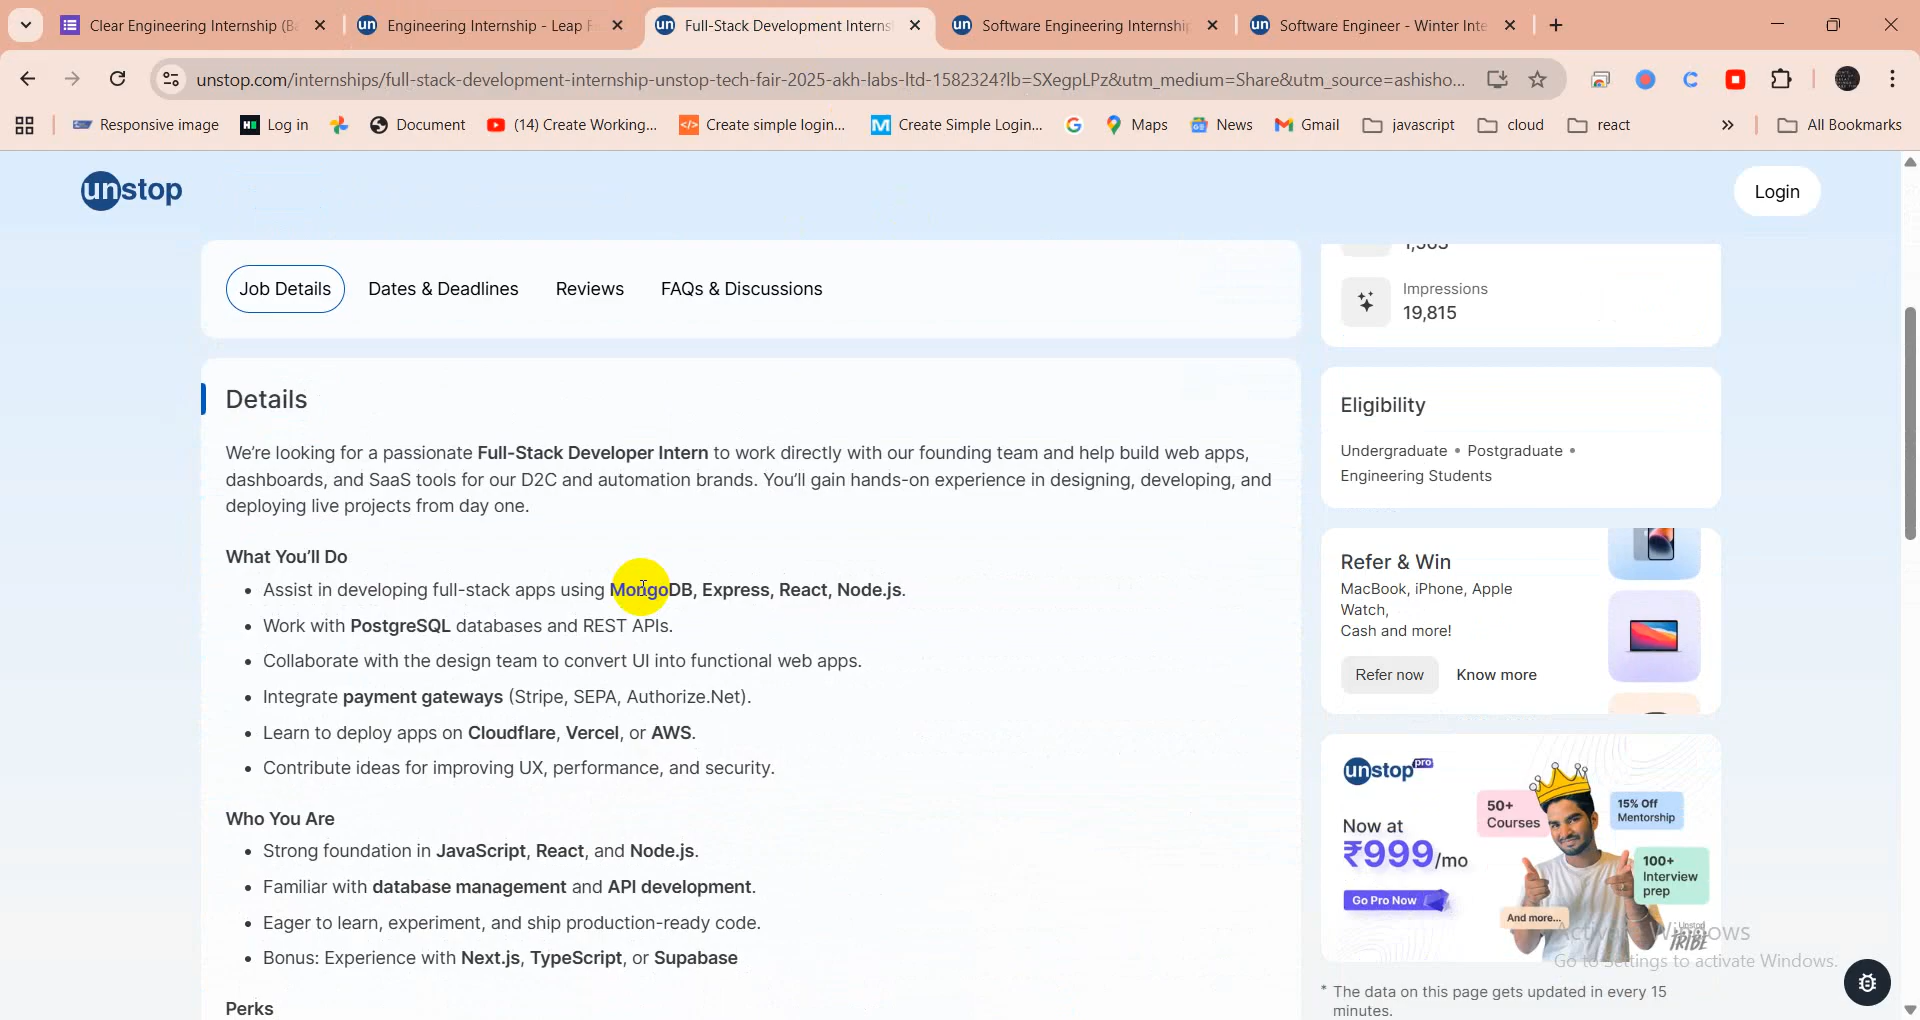 Clear Engineering Internship (Ba
Engineering Internship - Leap F
Full-Stack Development Interns
Software Engineering Internship
Software Engineer - Winter Inte
unstop.com/internships/full-stack-development-internship-unstop-tech-fair-2025-akh-labs-ltd-1582324?lb=SXegpLPz&utm_medium=Share&utm_source=ashisho...
Responsive image
Log in
Document
(14) Create Working...
Create simple login...
Create Simple Login...
Maps
News
Gmail
javascript
cloud
react
»
All Bookmarks
unstop
Login
Job Details
Dates & Deadlines
Reviews
FAQs & Discussions
Details
We're looking for a passionate Full-Stack Developer Intern to work directly with our founding team and help build web apps,
dashboards, and SaaS tools for our D2C and automation brands. You'll gain hands-on experience in designing, developing, and
deploying live projects from day one.
What You'll Do
• Assist in developing full-stack apps using MongoDB, Express, React, Node.js.
• Work with PostgreSQL databases and REST APIs.
• Collaborate with the design team to convert UI into functional web apps.
• Integrate payment gateways (Stripe, SEPA, Authorize.Net).
• Learn to deploy apps on Cloudflare, Vercel, or AWS.
• Contribute ideas for improving UX, performance, and security.
Who You Are
• Strong foundation in JavaScript, React, and Node.js.
• Familiar with database management and API development.
• Eager to learn, experiment, and ship production-ready code.
• Bonus: Experience with Next.js, TypeScript, or Supabase
Perks
Impressions
19,815
Eligibility
Undergraduate • Postgraduate •
Engineering Students
Refer & Win
MacBook, iPhone, Apple
Watch,
Cash and more!
Refer now
Know more
unstop pro
Now at
₹999/mo
Go Pro Now
50+
Courses
15% Off
Mentorship
100+
Interview
prep
And more...
Unstop
TRIBE
Activate Windows
Go to Settings to activate Windows.
* The data on this page gets updated in every 15
minutes.